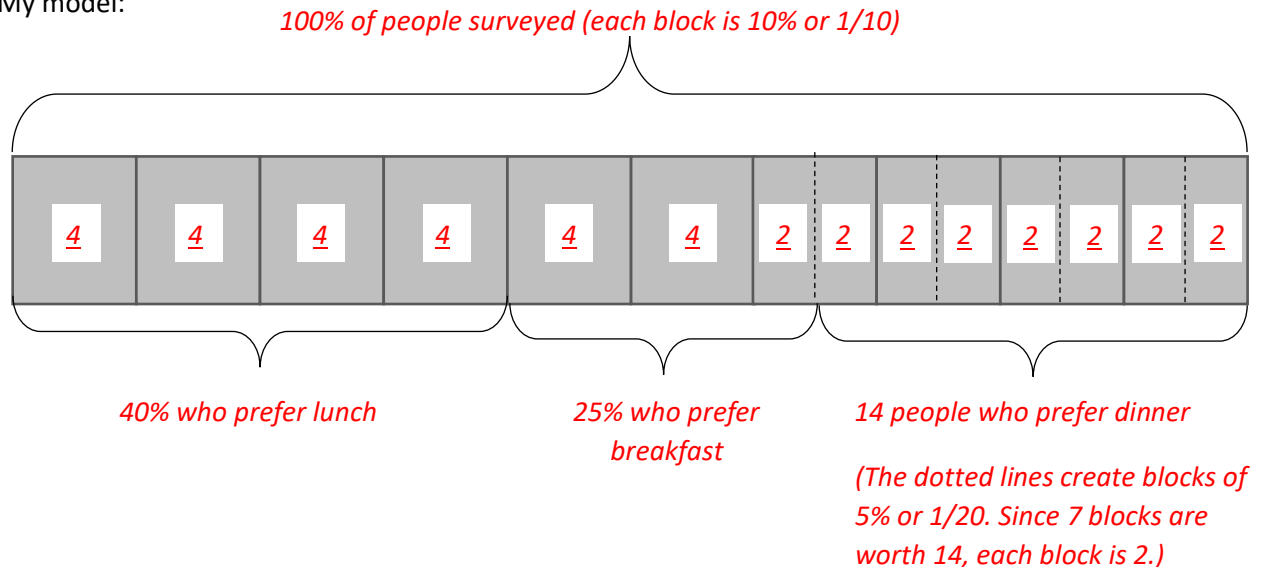 My model:
100% of people surveyed (each block is 10% or 1/10)
4 4 4 4 4 4 2 2 2 2 2 2 2 2
40% who prefer lunch
25% who prefer
breakfast
14 people who prefer dinner
(The dotted lines create blocks of
5% or 1/20. Since 7 blocks are
worth 14, each block is 2.)